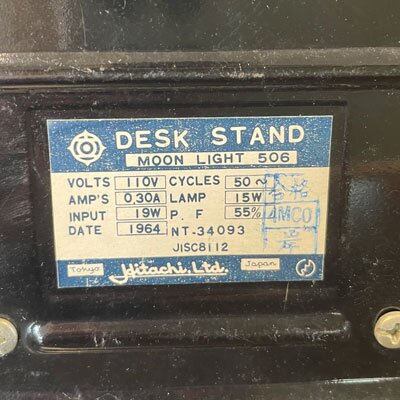 DESK STAND
MOON LIGHT 506
VOLTS 110V CYCLES 50~
AMP'S 0.30A LAMP 15W
INPUT 19W P. F 55%
DATE 1964 NT-34093
JISC8112
4MC0
Tokyo Hitachi, Ltd. Japan